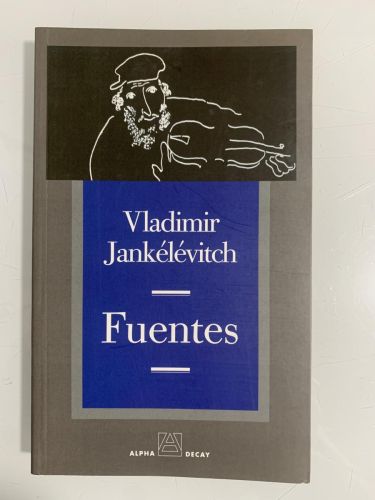 Vladimir
Jankélévitch
Fuentes
ALPHA DECAY